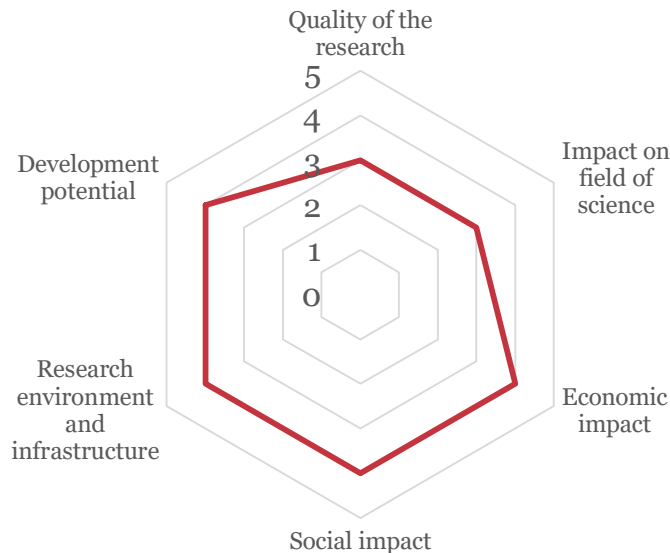 Quality of the
research
5
4
3
2
1
0
Impact on
field of
science
Economic
impact
Social impact
Research
environment
and
infrastructure
Development
potential